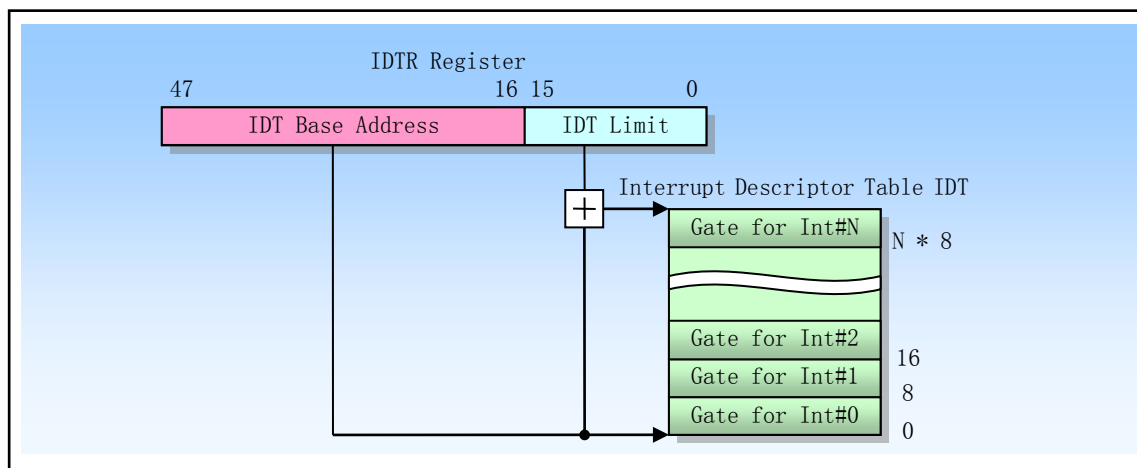 IDTR Register
47 16 15 0
IDT Base Address IDT Limit
Interrupt Descriptor Table IDT
+
Gate for Int#N
N * 8
Gate for Int#2
16
Gate for Int#1
8
Gate for Int#0
0